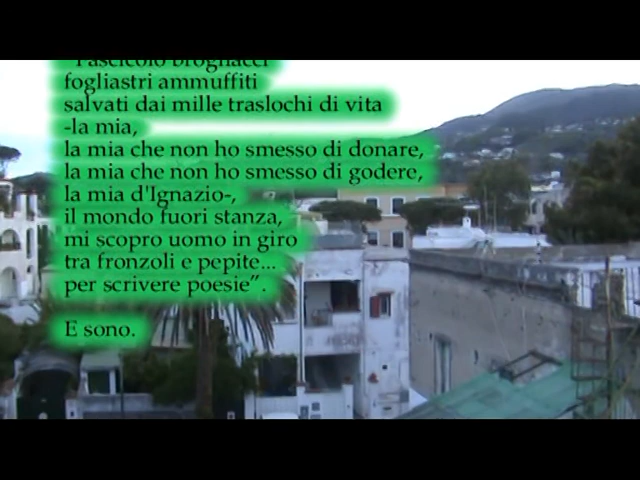 "Fascicolo brogliacci
fogliastri ammuffiti
salvati dai mille traslochi di vita
-la mia,
la mia che non ho smesso di donare,
la mia che non ho smesso di godere,
la mia d'Ignazio-,
il mondo fuori stanza,
mi scopro uomo in giro
tra fronzoli e pepite...
per scrivere poesie".
E sono.